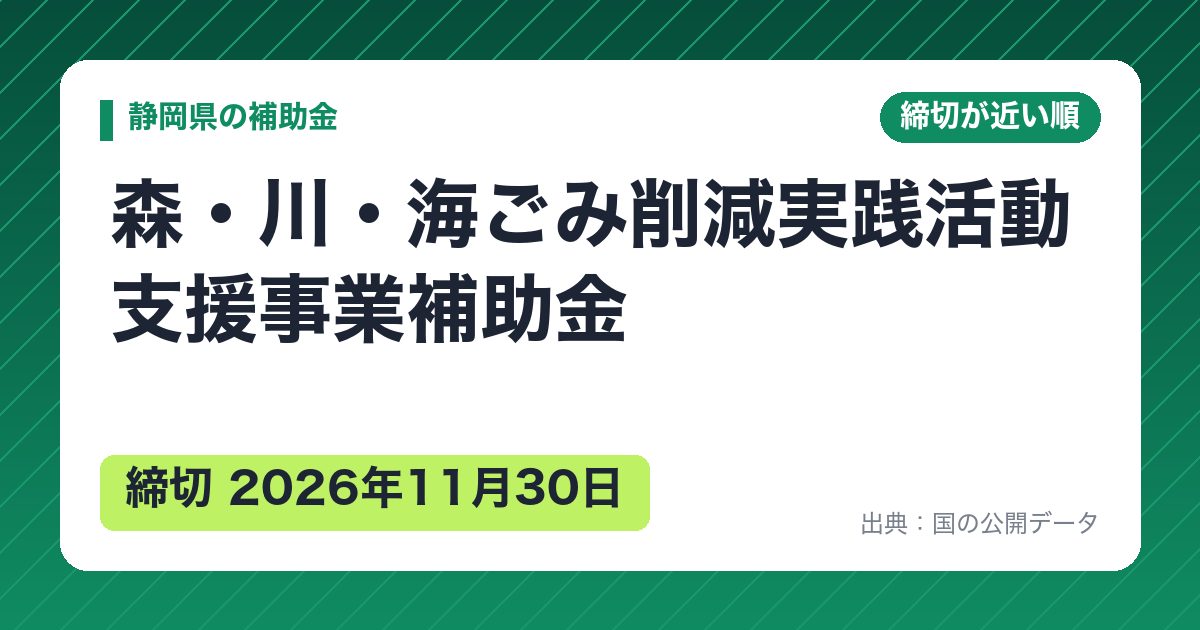 静岡県の補助金
締切が近い順
森・川・海ごみ削減実践活動
支援事業補助金
締切 2026年11月30日
出典：国の公開データ